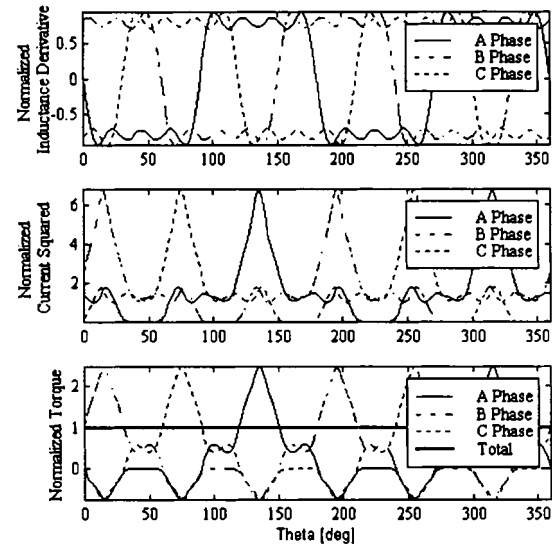 Normalized
Inductance Derivative
0.5
0
-0.5
A Phase
B Phase
C Phase
0 50 100 150 200 250 300 350
Normalized
Current Squared
6
4
2
A Phase
B Phase
C Phase
0 50 100 150 200 250 300 350
Normalized Torque
2
1
0
A Phase
B Phase
C Phase
Total
0 50 100 150 200 250 300 350
Theta [deg]